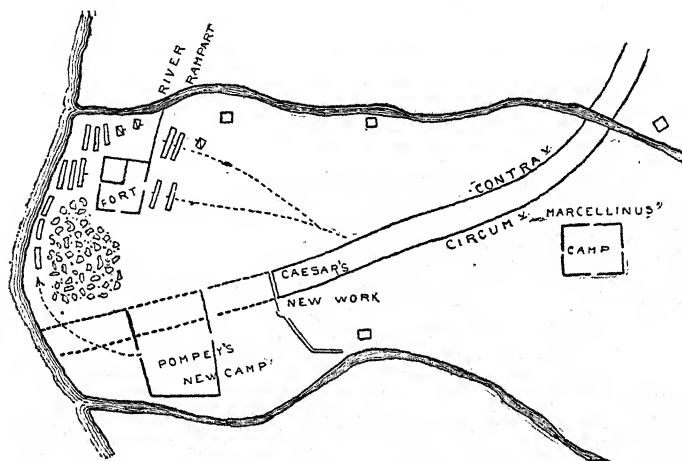 RIVER
RAMPART
FORT
"CONTRA X
CIRCUM X
MARCELLINUS"
CAMP
CAESAR'S
NEW WORK
POMPEY'S
NEW CAMP